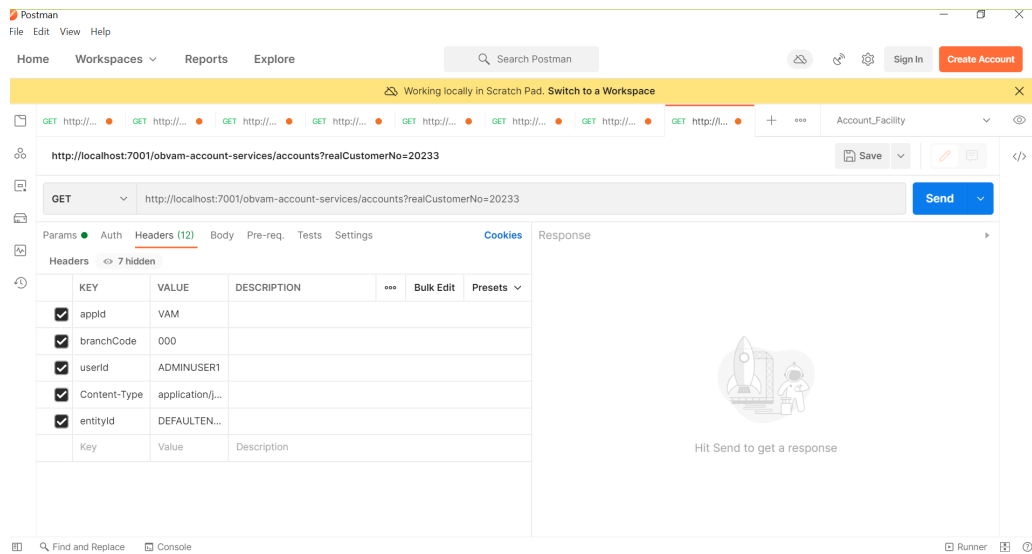 Postman
File Edit View Help
Home Workspaces Reports Explore Search Postman Sign In Create Account
Working locally in Scratch Pad. Switch to a Workspace
GET http://... GET http://... GET http://... GET http://... GET http://... GET http://... GET http://... GET http://l... Account_Facility
http://localhost:7001/obvam-account-services/accounts?realCustomerNo=20233 Save
GET http://localhost:7001/obvam-account-services/accounts?realCustomerNo=20233 Send
Params Auth Headers (12) Body Pre-req. Tests Settings Cookies Response
Headers 7 hidden
KEY VALUE DESCRIPTION Bulk Edit Presets
appId VAM
branchCode 000
userId ADMINUSER1
Content-Type application/j...
entityId DEFAULTEN...
Key Value Description
Hit Send to get a response
Find and Replace Console Runner